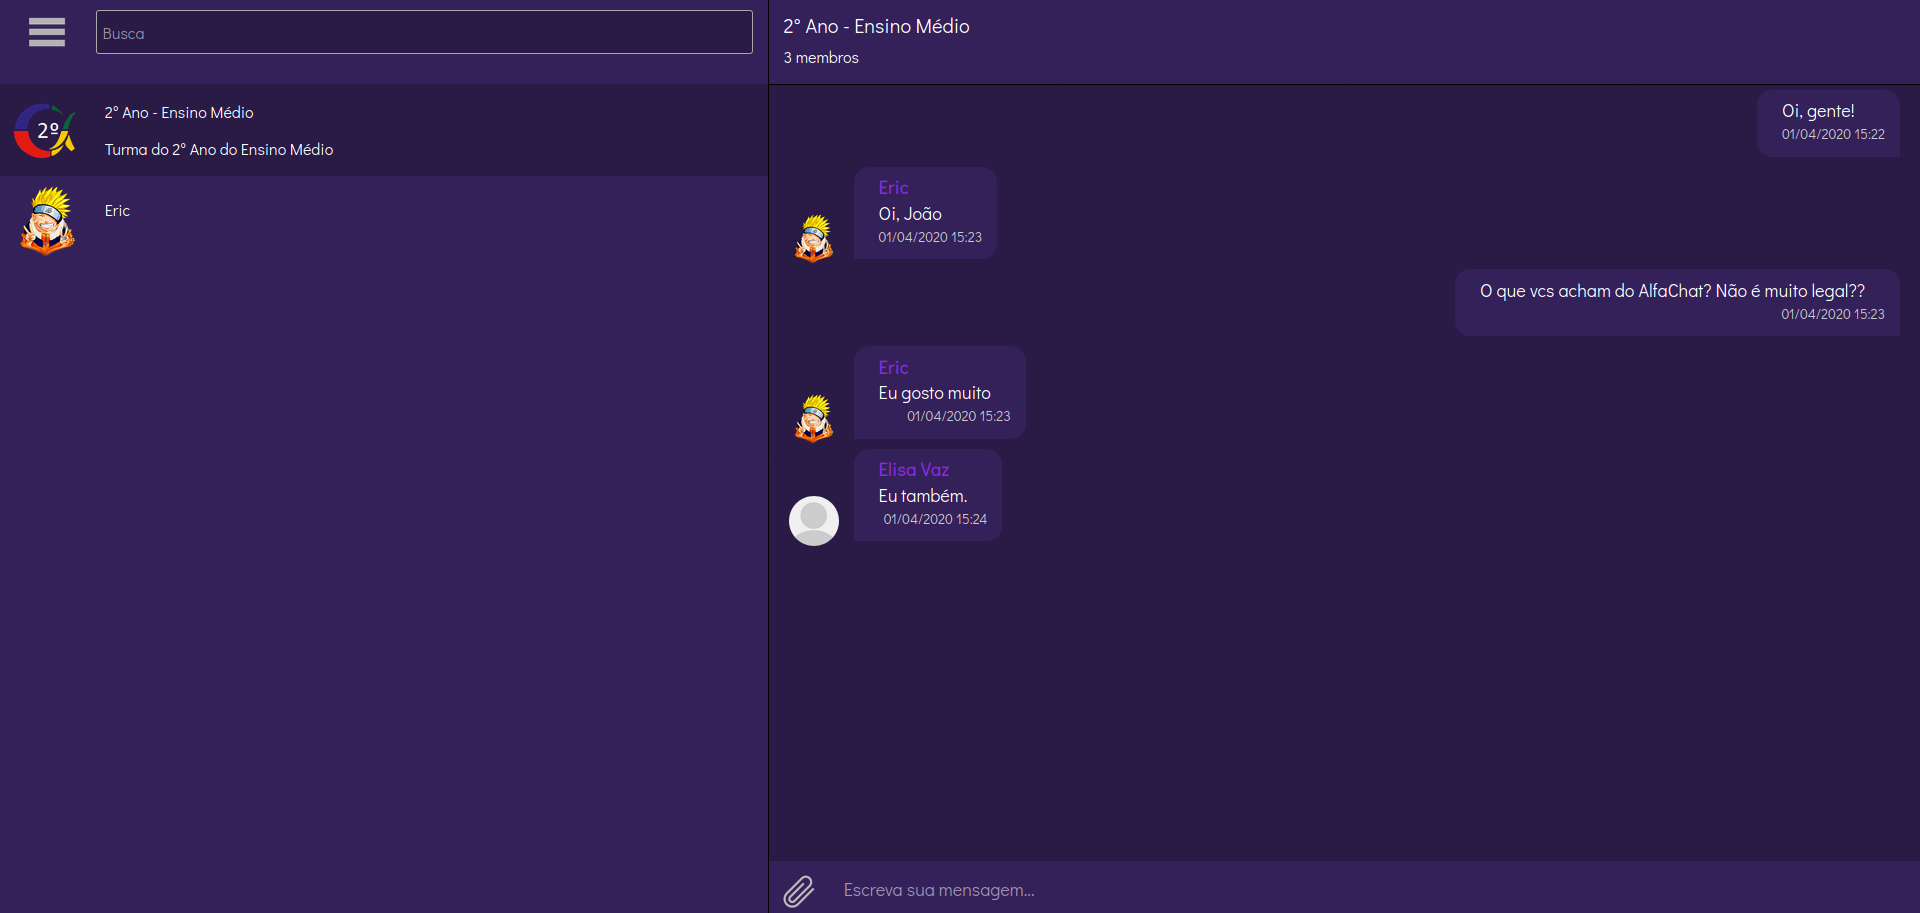 Busca
2° Ano - Ensino Médio
3 membros
2º
2° Ano - Ensino Médio
Turma do 2° Ano do Ensino Médio
Eric
Oi, gente!
01/04/2020 15:22
Eric
Oi, João
01/04/2020 15:23
O que vcs acham do AlfaChat? Não é muito legal??
01/04/2020 15:23
Eric
Eu gosto muito
01/04/2020 15:23
Elisa Vaz
Eu também.
01/04/2020 15:24
Escreva sua mensagem...